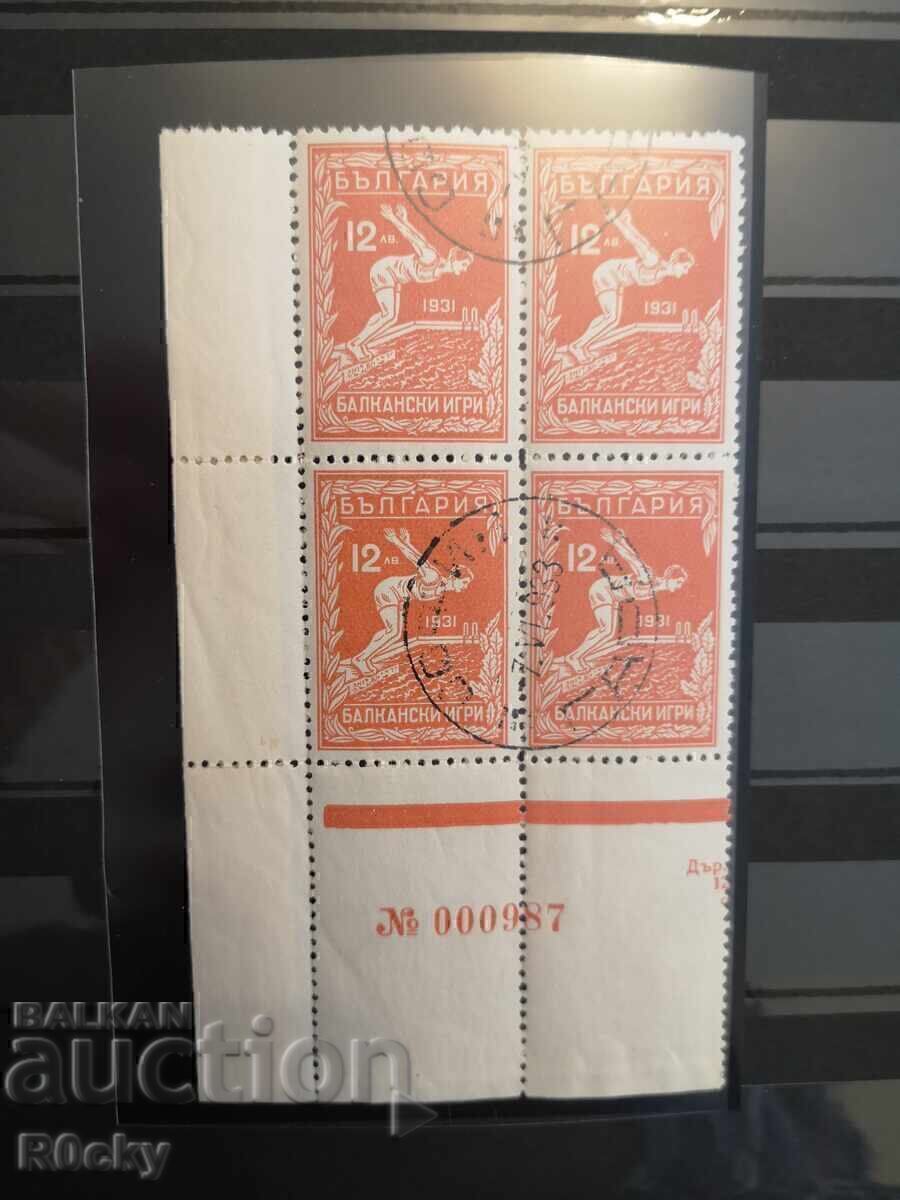 БЪЛГАРИЯ
12 лв.
1931
БАЛКАНСКИ ИГРИ
БЪЛГАРИЯ
12 лв.
1931
БАЛКАНСКИ ИГРИ
БЪЛГАРИЯ
12 лв.
1931
БАЛКАНСКИ ИГРИ
БЪЛГАРИЯ
12 лв.
1931
БАЛКАНСКИ ИГРИ
Дър.
№ 000987
BALKAN
auction
R0cky